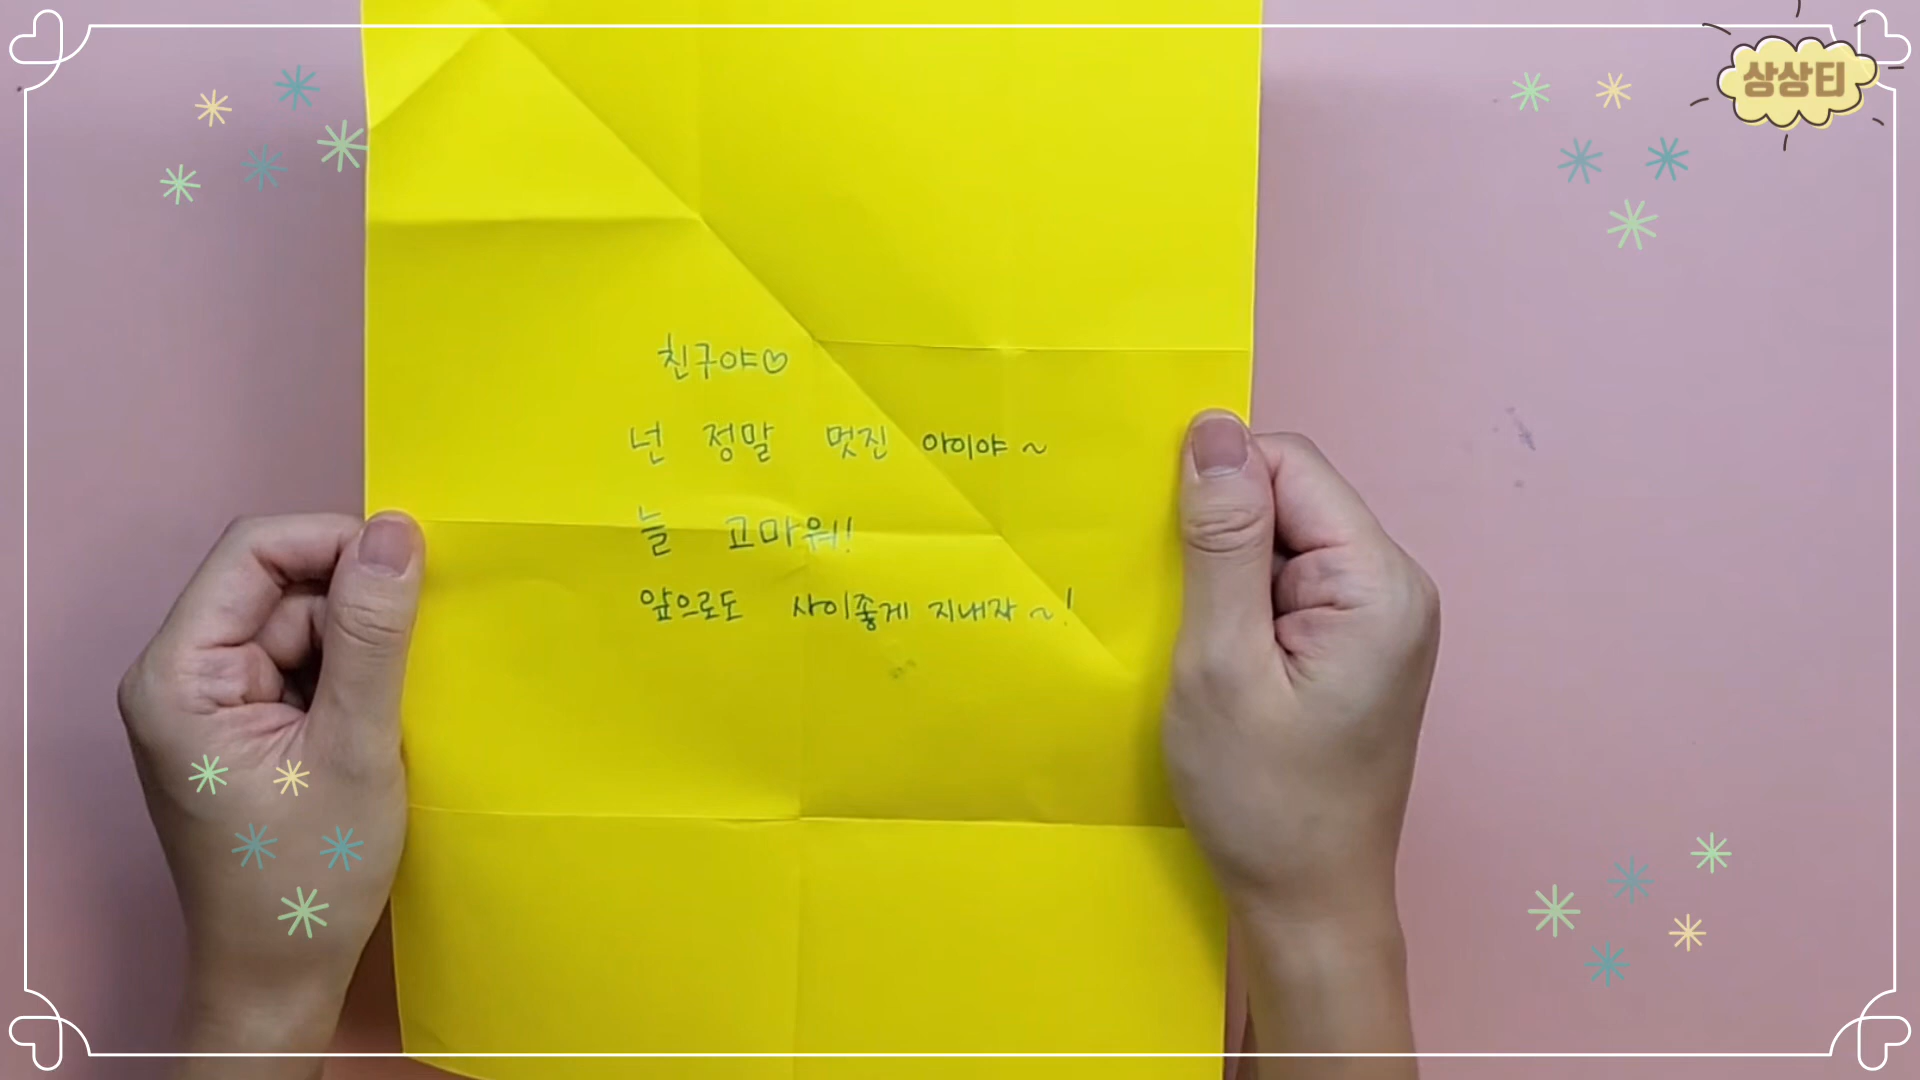 상상티
친구야♡
넌 정말 멋진 아이야~
늘 고마워!
앞으로도 사이좋게 지내자~!